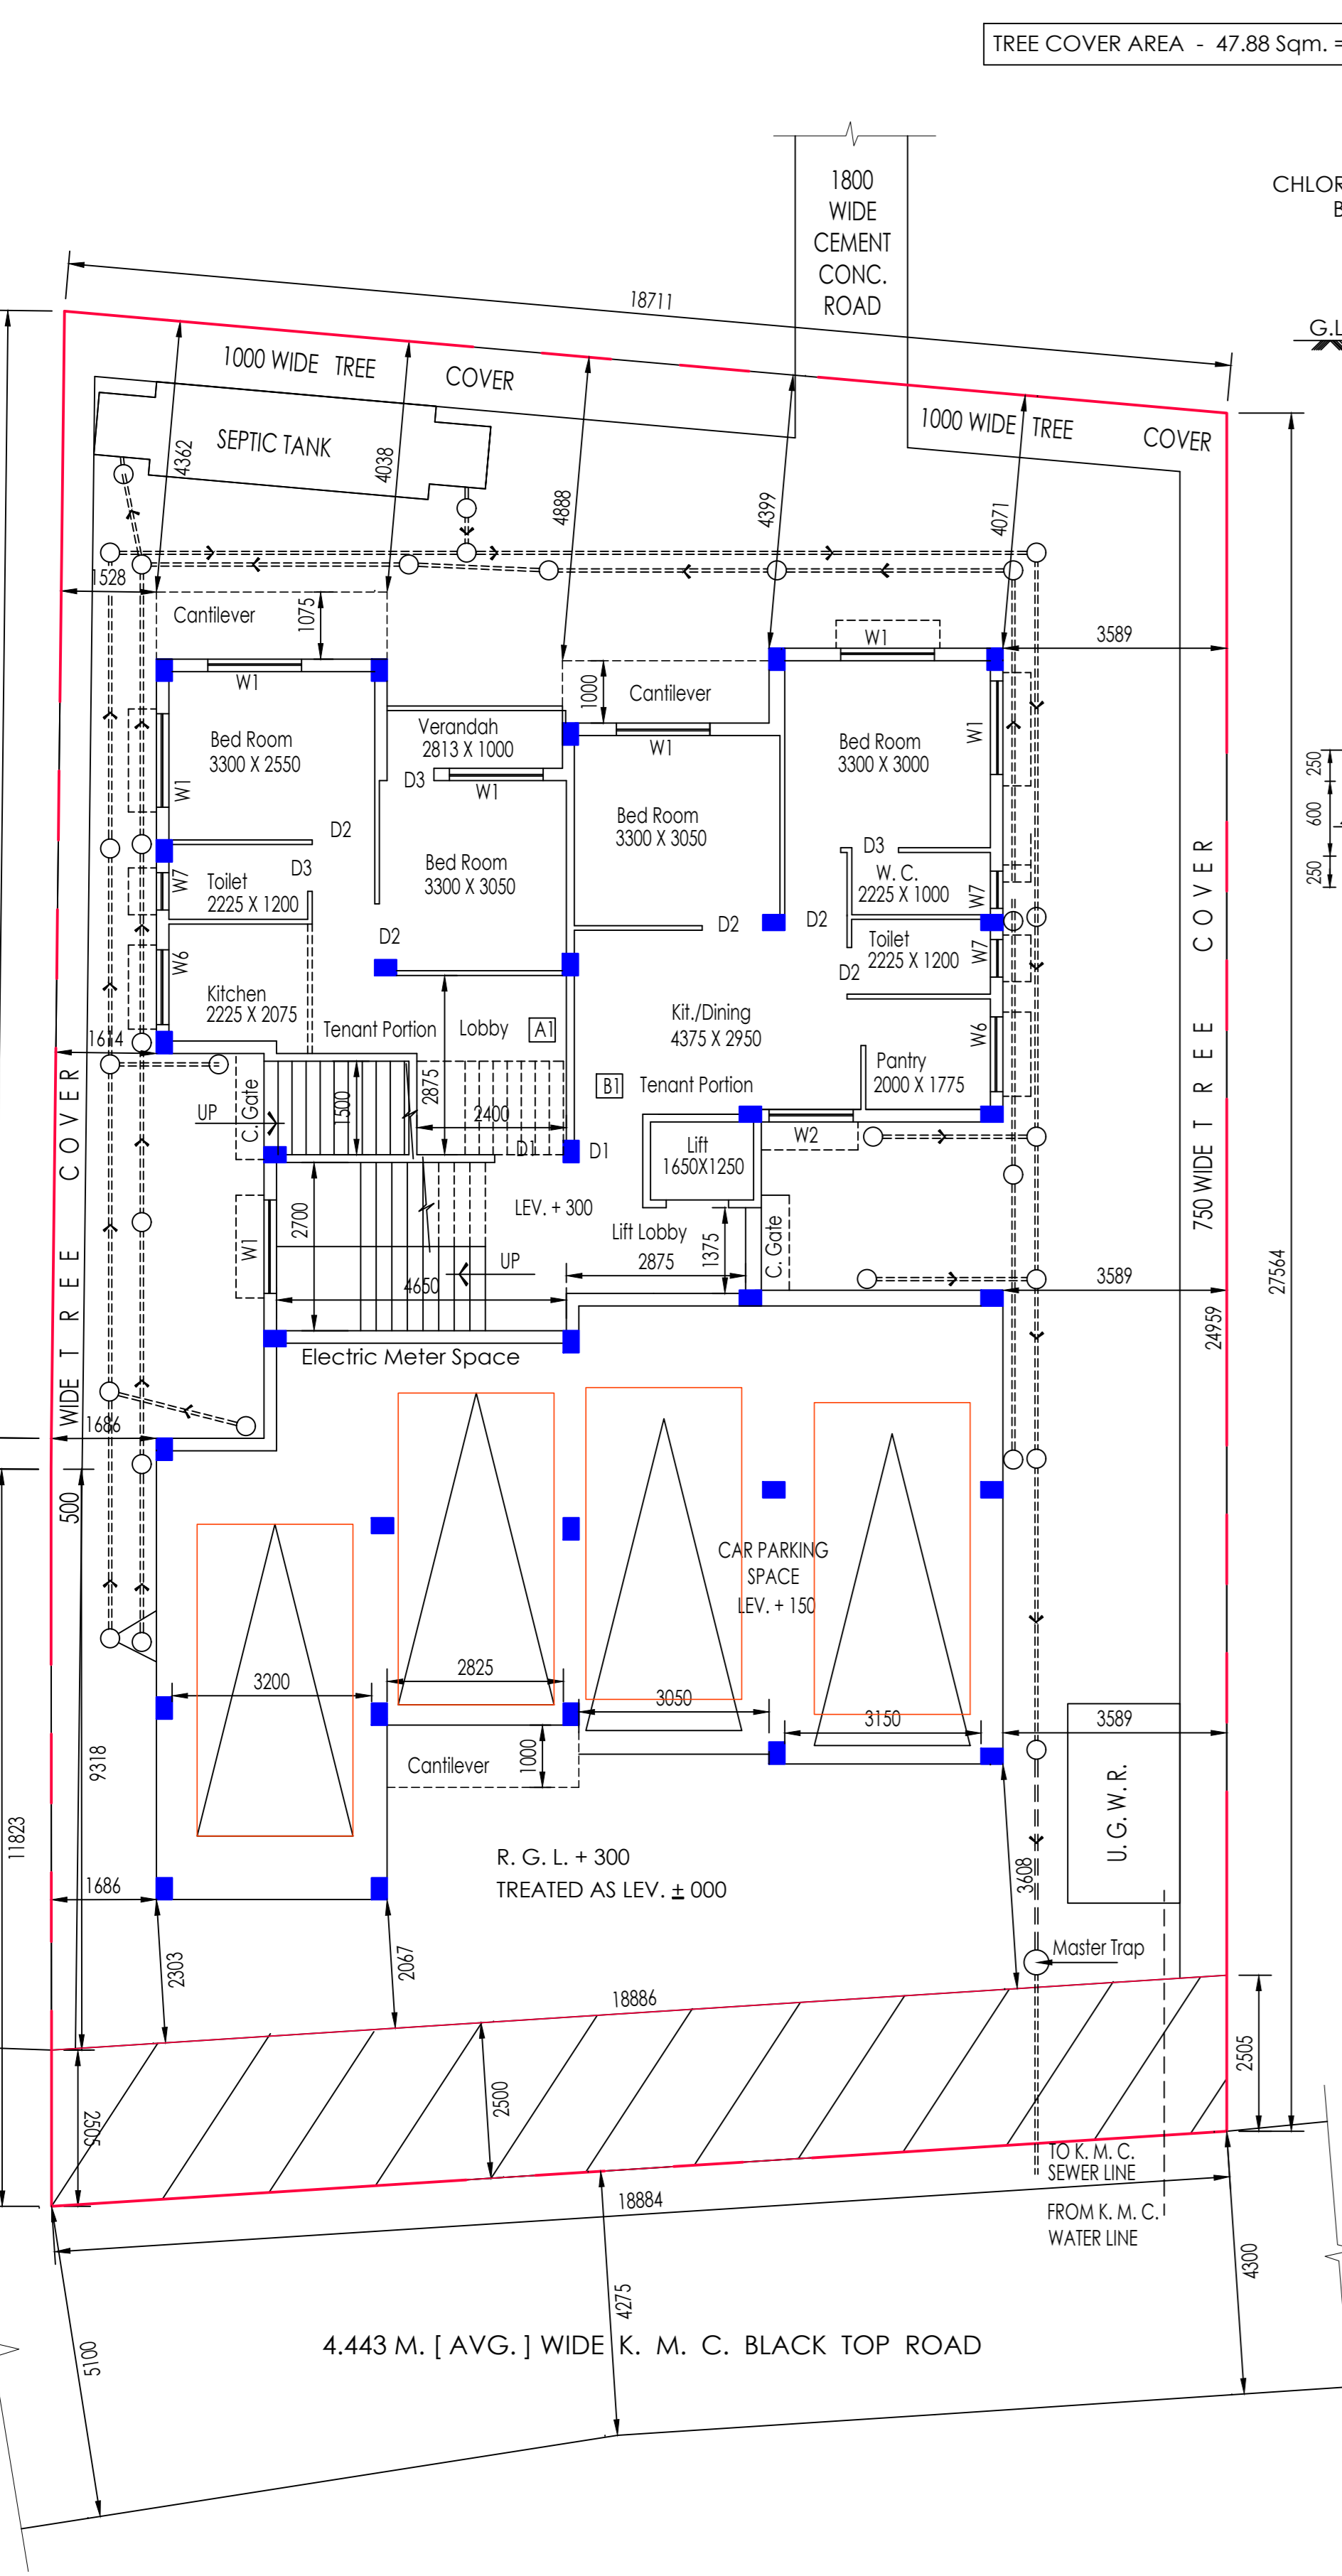 TREE COVER AREA - 47.88 Sqm. =
1800
WIDE
CEMENT
CONC.
ROAD
CHLOR
B
18711
G.L
1000 WIDE TREE COVER
1000 WIDE TREE COVER
SEPTIC TANK
4362
4038
4888
4399
4071
1528
Cantilever
1075
W1
3589
1000
Cantilever
W1
Verandah
2813 X 1000
W1
Bed Room
3300 X 2550
W1
D3
W1
Bed Room
3300 X 3000
W1
250
600
250
Bed Room
3300 X 3050
D2
Bed Room
3300 X 3050
D3
D3
W. C.
2225 X 1000
W7
Toilet
2225 X 1200
W7
D2
D2
D2
Toilet
2225 X 1200
W7
D2
W6
Kitchen
2225 X 2075
Tenant Portion
Lobby
A1
Kit./Dining
4375 X 2950
W6
1614
Pantry
2000 X 1775
B1
Tenant Portion
UP
C. Gate
1500
2875
2400
W2
D1
D1
Lift
1650X1250
2700
LEV. + 300
Lift Lobby
1375
C. Gate
W1
UP
2875
4650
3589
27564
24959
750 WIDE TREE COVER
WIDE TREE COVER
Electric Meter Space
1686
500
CAR PARKING
SPACE
LEV. + 150
3200
2825
3050
3150
3589
Cantilever
1000
9318
11823
U. G. W. R.
R. G. L. + 300
TREATED AS LEV. ± 000
1686
3608
2303
2067
Master Trap
18886
2505
2500
2505
TO K. M. C.
SEWER LINE
18884
FROM K. M. C.
WATER LINE
4275
4300
5100
4.443 M. [ AVG. ] WIDE K. M. C. BLACK TOP ROAD